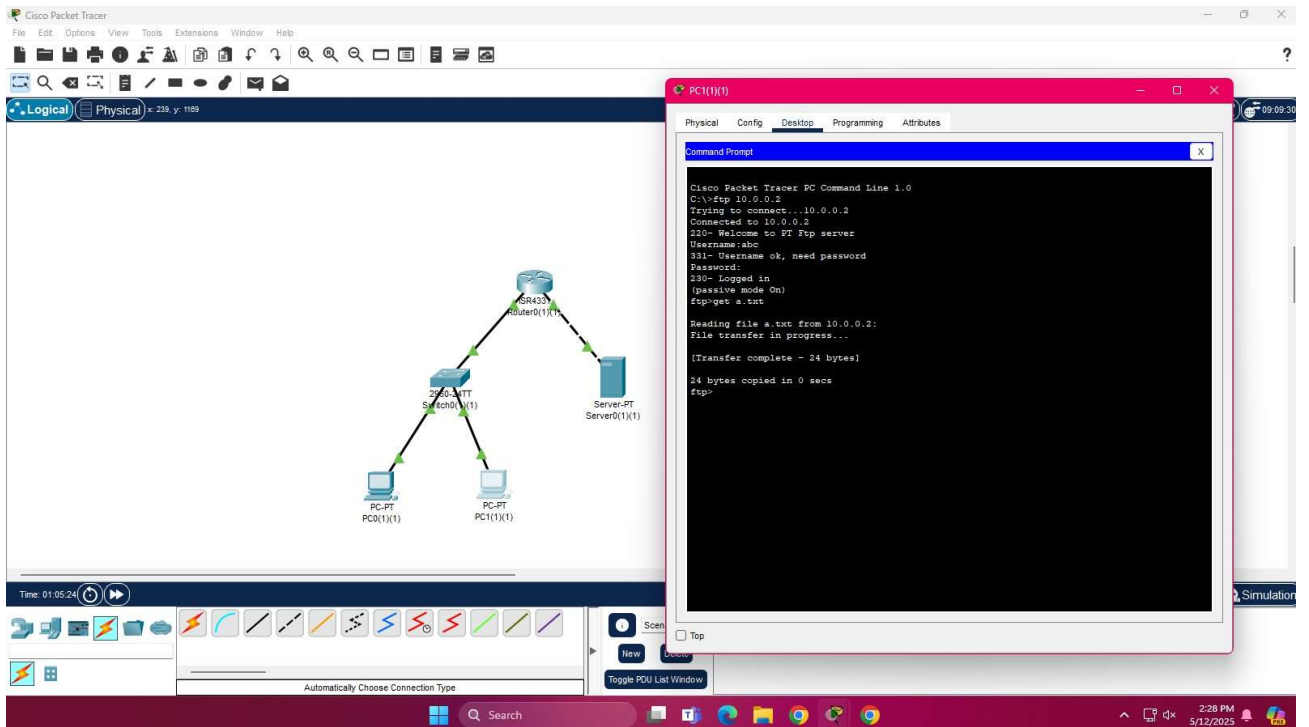 Cisco Packet Tracer
File Edit Options View Tools Extensions Window Help
?
Logical Physical x: 239, y: 1169
09:09:30
PC1(1)(1)
Physical Config Desktop Programming Attributes
Command Prompt
X
Cisco Packet Tracer PC Command Line 1.0
C:\>ftp 10.0.0.2
Trying to connect...10.0.0.2
Connected to 10.0.0.2
220- Welcome to PT Ftp server
Username:abc
331- Username ok, need password
Password:
230- Logged in
(passive mode On)
ftp>get a.txt
Reading file a.txt from 10.0.0.2:
File transfer in progress...
[Transfer complete - 24 bytes]
24 bytes copied in 0 secs
ftp>
Top
ISR4331
Router0(1)(1)
2950-24TT
Switch0(1)(1)
Server-PT
Server0(1)(1)
PC-PT
PC0(1)(1)
PC-PT
PC1(1)(1)
Time: 01:05:24
Simulation
Scen
New Delete
Toggle PDU List Window
Automatically Choose Connection Type
Search
2:28 PM
5/12/2025
PRE